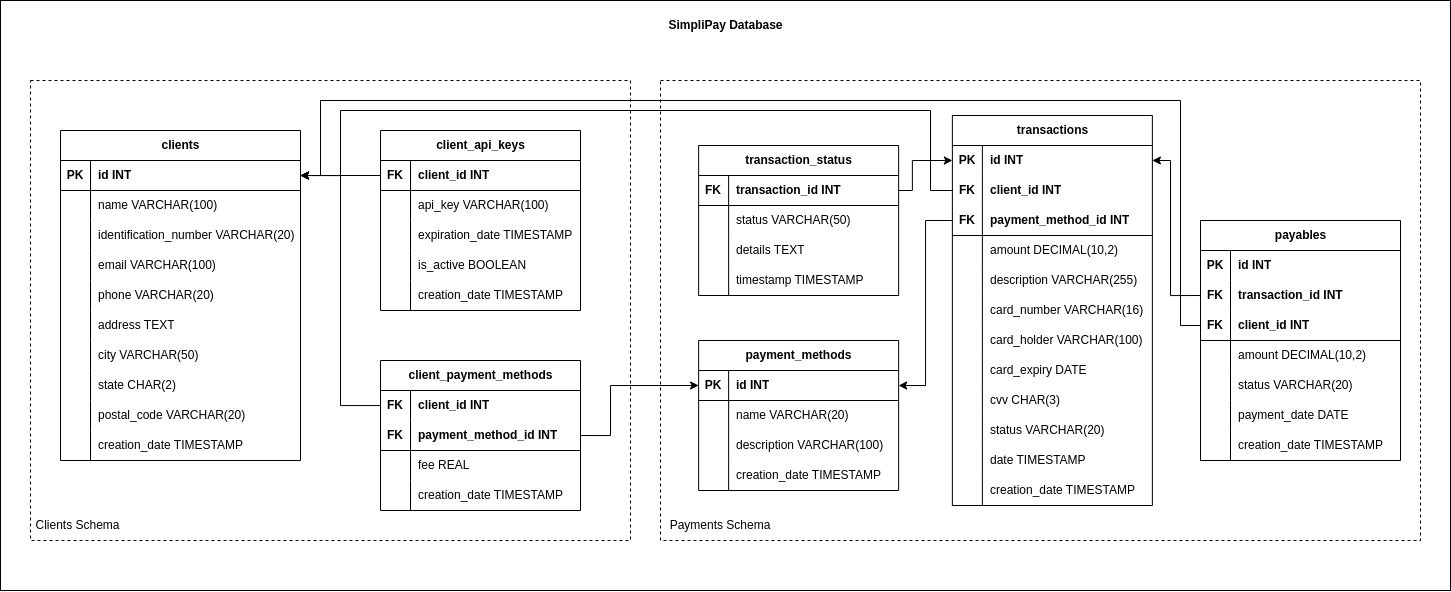 SimpliPay Database
clients
PK id INT
name VARCHAR(100)
identification_number VARCHAR(20)
email VARCHAR(100)
phone VARCHAR(20)
address TEXT
city VARCHAR(50)
state CHAR(2)
postal_code VARCHAR(20)
creation_date TIMESTAMP
client_api_keys
FK client_id INT
api_key VARCHAR(100)
expiration_date TIMESTAMP
is_active BOOLEAN
creation_date TIMESTAMP
client_payment_methods
FK client_id INT
FK payment_method_id INT
fee REAL
creation_date TIMESTAMP
Clients Schema
transaction_status
FK transaction_id INT
status VARCHAR(50)
details TEXT
timestamp TIMESTAMP
payment_methods
PK id INT
name VARCHAR(20)
description VARCHAR(100)
creation_date TIMESTAMP
transactions
PK id INT
FK client_id INT
FK payment_method_id INT
amount DECIMAL(10,2)
description VARCHAR(255)
card_number VARCHAR(16)
card_holder VARCHAR(100)
card_expiry DATE
cvv CHAR(3)
status VARCHAR(20)
date TIMESTAMP
creation_date TIMESTAMP
payables
PK id INT
FK transaction_id INT
FK client_id INT
amount DECIMAL(10,2)
status VARCHAR(20)
payment_date DATE
creation_date TIMESTAMP
Payments Schema